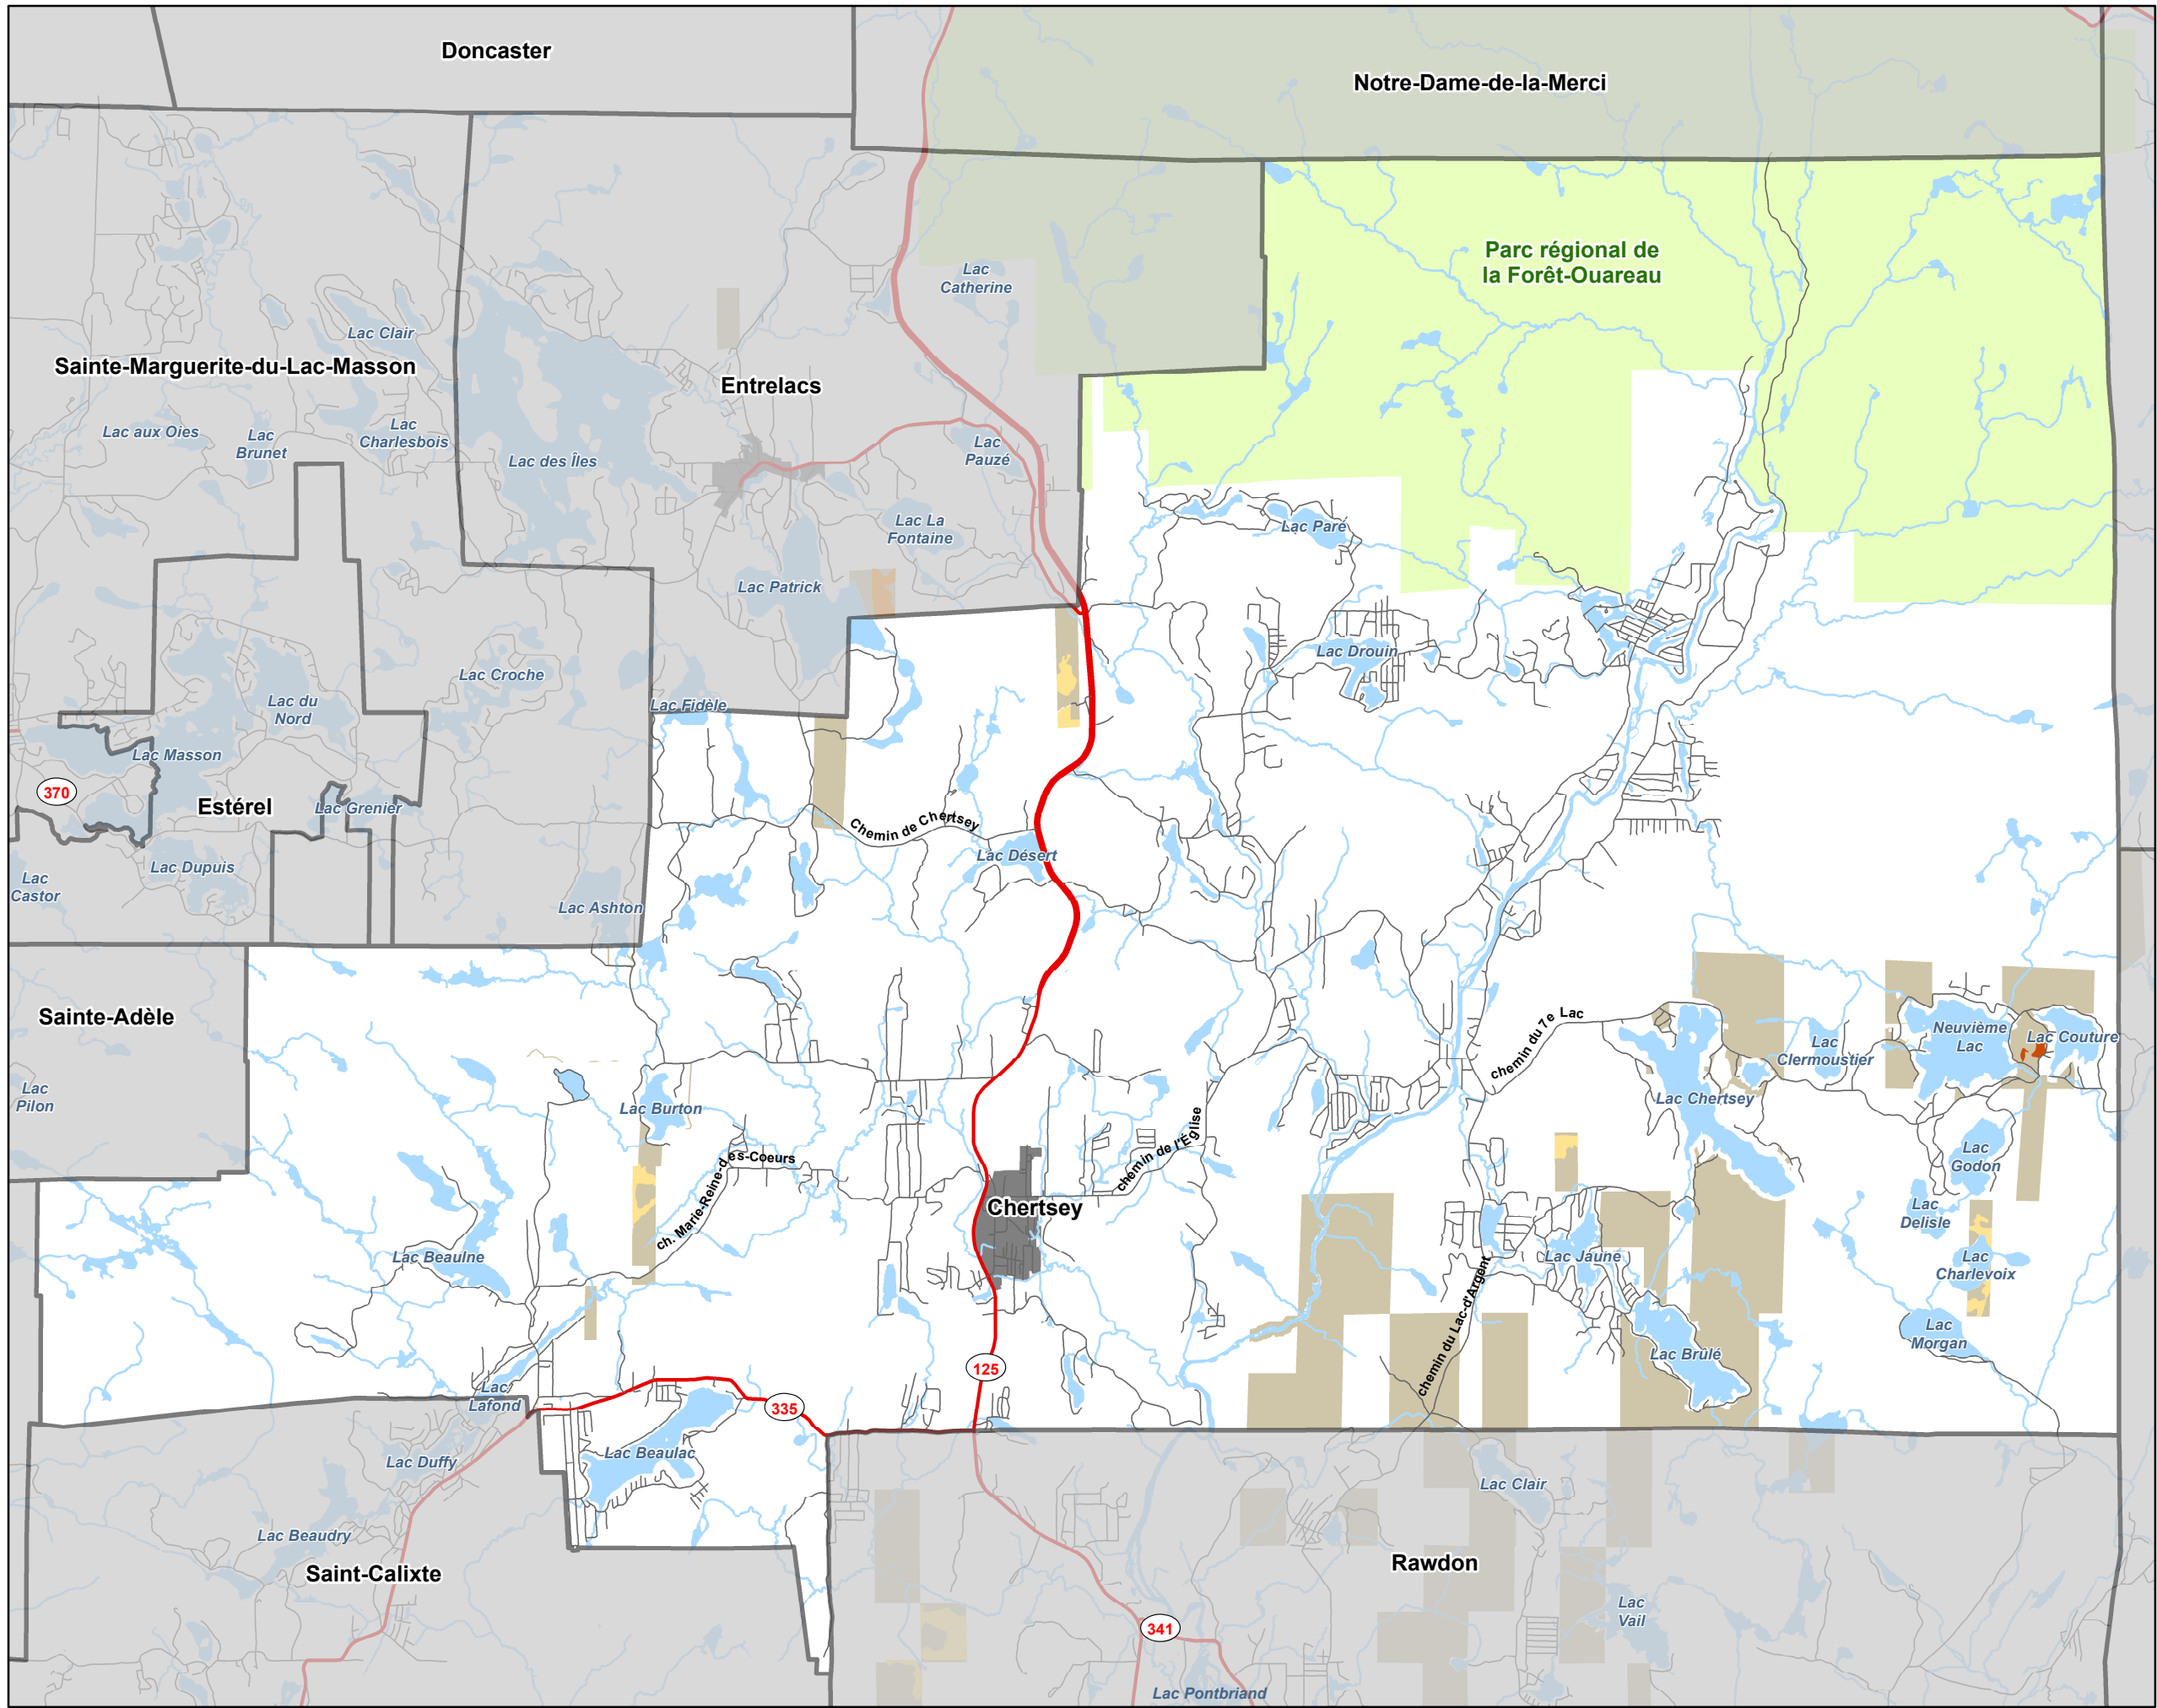 Doncaster
Notre-Dame-de-la-Merci
Parc régional de
la Forêt-Ouareau
Lac
Catherine
Lac Clair
Sainte-Marguerite-du-Lac-Masson
Entrelacs
Lac aux Oies
Lac
Brunet
Lac
Charlesbois
Lac des Îles
Lac
Pauzé
Lac La
Fontaine
Lac Paré
Lac Patrick
Lac Drouin
Lac Croche
Lac du
Nord
Lac Fidèle
Lac Masson
370
Estérel
Lac Grenier
Chemin de Chertsey
Lac Désert
Lac Dupuis
Lac
Castor
Lac Ashton
Sainte-Adèle
chemin du 7e Lac
Neuvième
Lac
Lac Couture
Lac
Clermoustier
Lac
Pilon
Lac Burton
Lac Chertsey
chemin de l'Église
ch. Marie-Reine-des-Coeurs
Lac
Godon
Chertsey
Lac
Delisle
Lac Beaulne
Lac Jaune
Lac
Charlevoix
chemin du Lac-d'Argent
Lac
Morgan
Lac Brûlé
125
Lac
Lafond
335
Lac Beaulac
Lac Duffy
Lac Clair
Lac Beaudry
Saint-Calixte
Rawdon
Lac
Vail
341
Lac Pontbriand